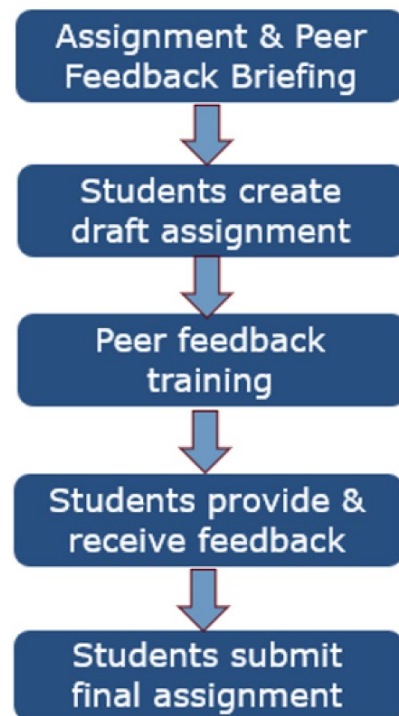 Assignment & Peer
Feedback Briefing
Students create
draft assignment
Peer feedback
training
Students provide &
receive feedback
Students submit
final assignment